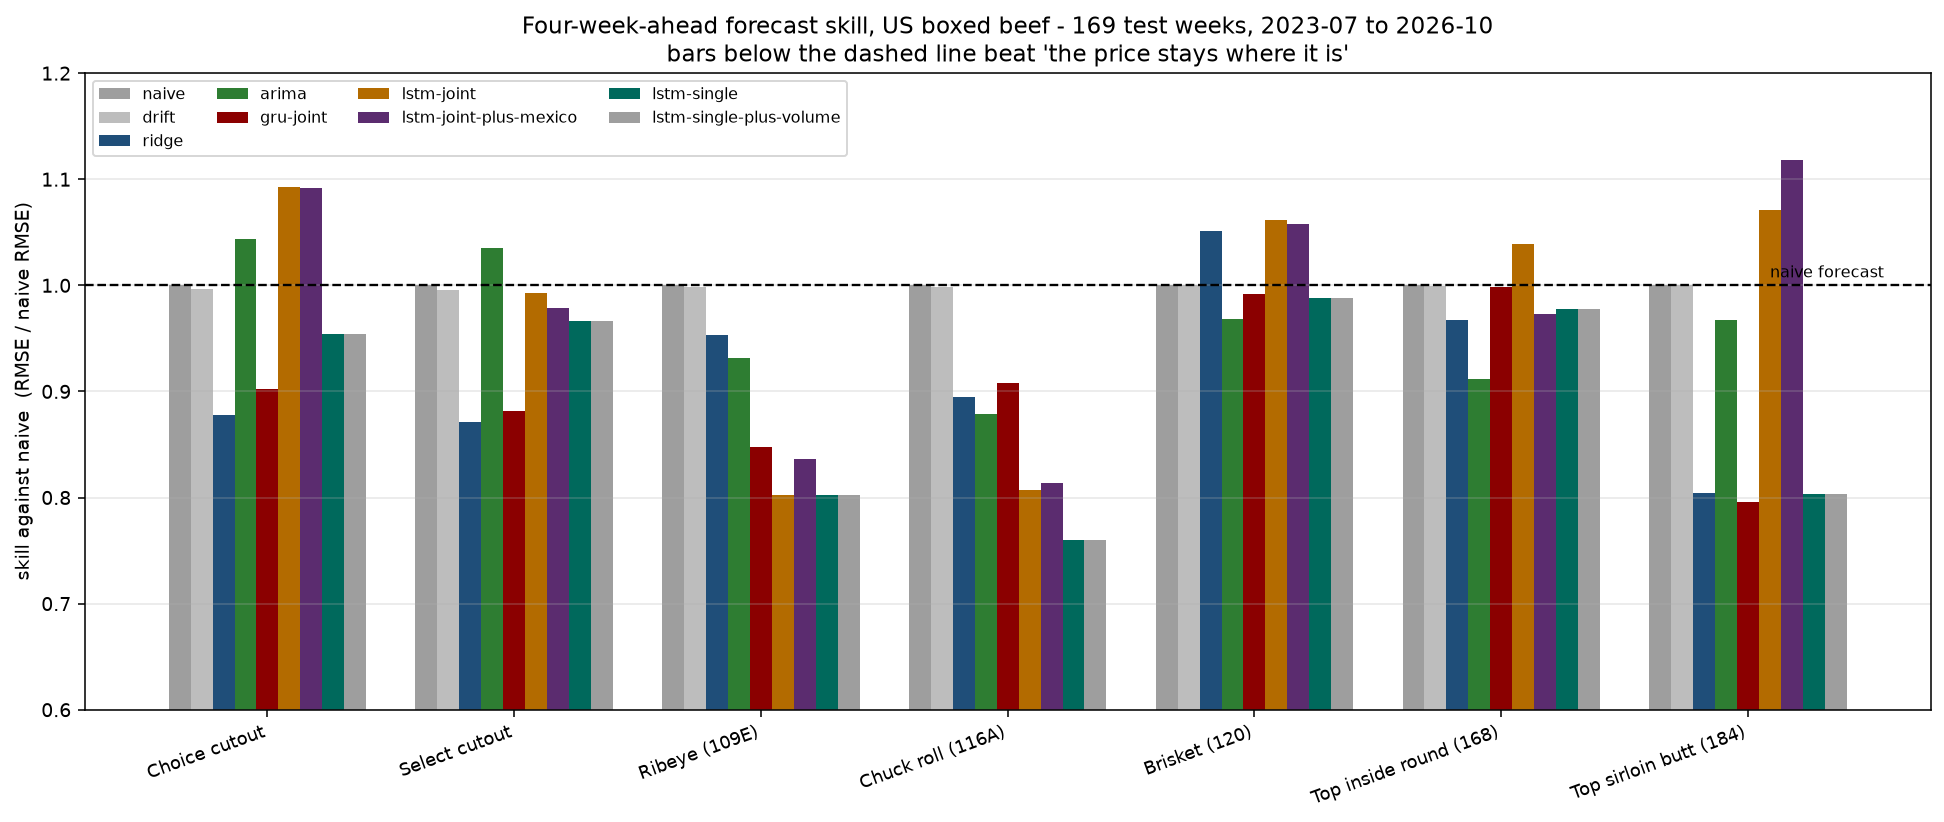 Four-week-ahead forecast skill, US boxed beef - 169 test weeks, 2023-07 to 2026-10
bars below the dashed line beat 'the price stays where it is'
skill against naive  (RMSE / naive RMSE)
1.2
1.1
1.0
0.9
0.8
0.7
0.6
naive
drift
ridge
arima
gru-joint
lstm-joint
lstm-joint-plus-mexico
lstm-single
lstm-single-plus-volume
naive forecast
Choice cutout
Select cutout
Ribeye (109E)
Chuck roll (116A)
Brisket (120)
Top inside round (168)
Top sirloin butt (184)